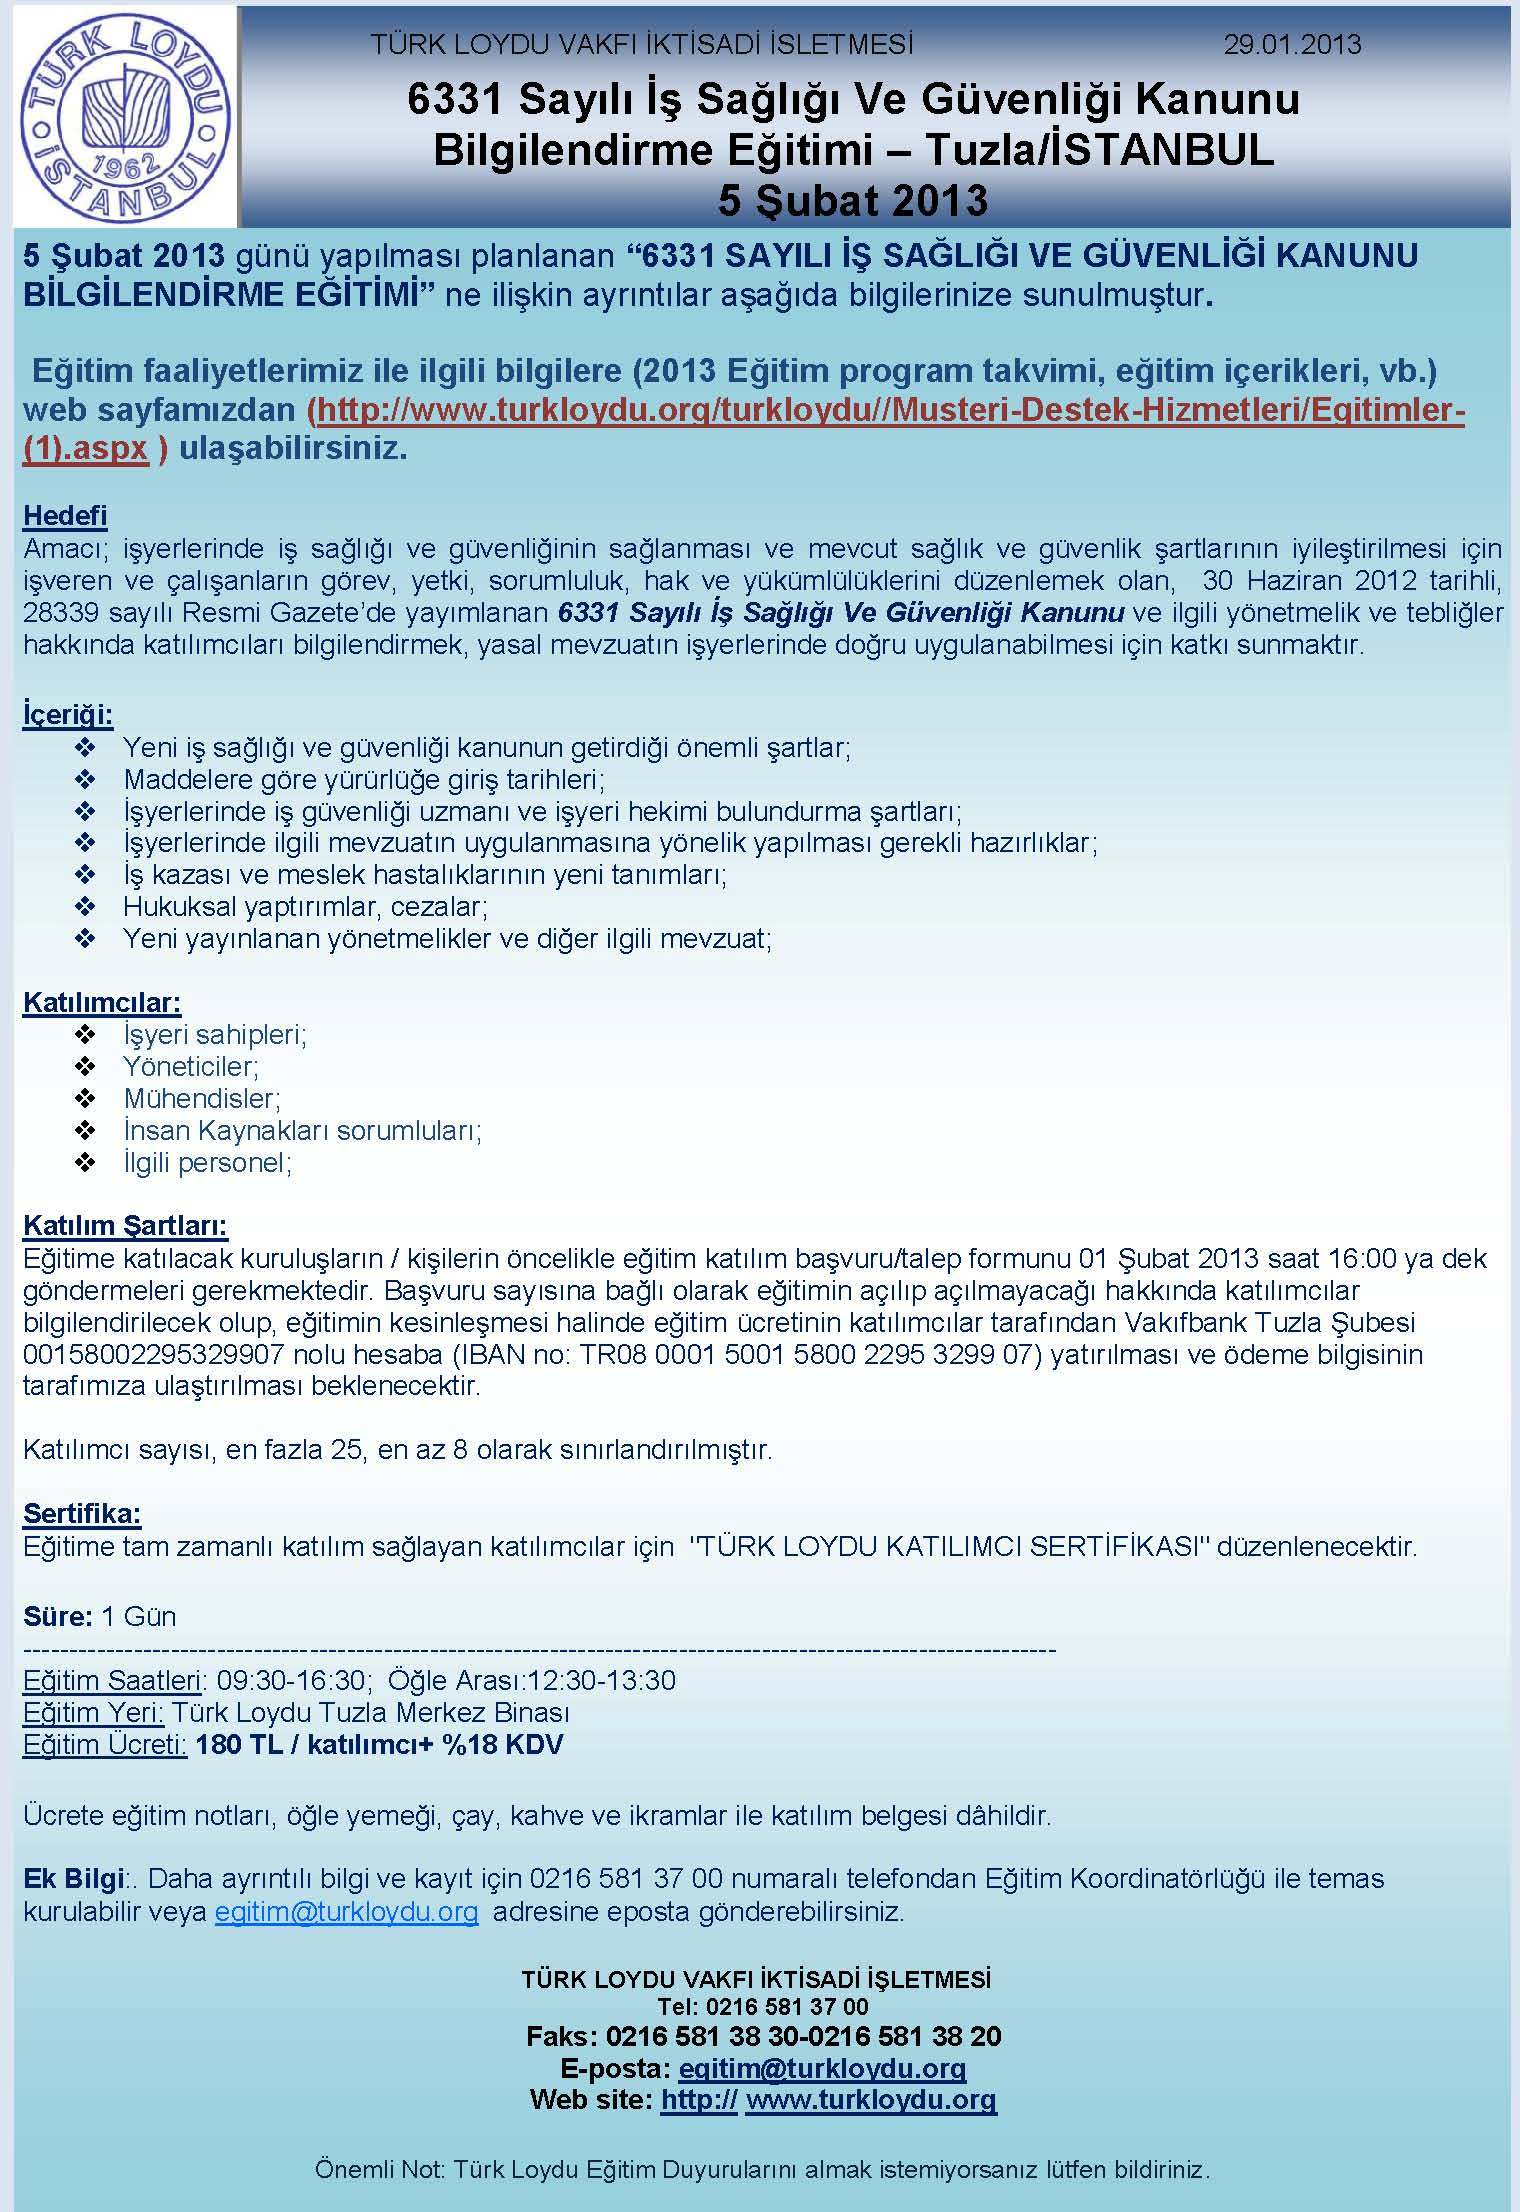 TÜRK LOYDU
1962
İSTANBUL
TÜRK LOYDU VAKFI İKTİSADİ İSLETMESİ 29.01.2013
6331 Sayılı İş Sağlığı Ve Güvenliği Kanunu
Bilgilendirme Eğitimi – Tuzla/İSTANBUL
5 Şubat 2013
5 Şubat 2013 günü yapılması planlanan “6331 SAYILI İŞ SAĞLIĞI VE GÜVENLİĞİ KANUNU
BİLGİLENDİRME EĞİTİMİ” ne ilişkin ayrıntılar aşağıda bilgilerinize sunulmuştur.
Eğitim faaliyetlerimiz ile ilgili bilgilere (2013 Eğitim program takvimi, eğitim içerikleri, vb.)
web sayfamızdan (http://www.turkloydu.org/turkloydu//Musteri-Destek-Hizmetleri/Egitimler-
(1).aspx ) ulaşabilirsiniz.
Hedefi
Amacı; işyerlerinde iş sağlığı ve güvenliğinin sağlanması ve mevcut sağlık ve güvenlik şartlarının iyileştirilmesi için
işveren ve çalışanların görev, yetki, sorumluluk, hak ve yükümlülüklerini düzenlemek olan, 30 Haziran 2012 tarihli,
28339 sayılı Resmi Gazete’de yayımlanan 6331 Sayılı İş Sağlığı Ve Güvenliği Kanunu ve ilgili yönetmelik ve tebliğler
hakkında katılımcıları bilgilendirmek, yasal mevzuatın işyerlerinde doğru uygulanabilmesi için katkı sunmaktır.
İçeriği:
❖ Yeni iş sağlığı ve güvenliği kanunun getirdiği önemli şartlar;
❖ Maddelere göre yürürlüğe giriş tarihleri;
❖ İşyerlerinde iş güvenliği uzmanı ve işyeri hekimi bulundurma şartları;
❖ İşyerlerinde ilgili mevzuatın uygulanmasına yönelik yapılması gerekli hazırlıklar;
❖ İş kazası ve meslek hastalıklarının yeni tanımları;
❖ Hukuksal yaptırımlar, cezalar;
❖ Yeni yayınlanan yönetmelikler ve diğer ilgili mevzuat;
Katılımcılar:
❖ İşyeri sahipleri;
❖ Yöneticiler;
❖ Mühendisler;
❖ İnsan Kaynakları sorumluları;
❖ İlgili personel;
Katılım Şartları:
Eğitime katılacak kuruluşların / kişilerin öncelikle eğitim katılım başvuru/talep formunu 01 Şubat 2013 saat 16:00 ya dek
göndermeleri gerekmektedir. Başvuru sayısına bağlı olarak eğitimin açılıp açılmayacağı hakkında katılımcılar
bilgilendirilecek olup, eğitimin kesinleşmesi halinde eğitim ücretinin katılımcılar tarafından Vakıfbank Tuzla Şubesi
00158002295329907 nolu hesaba (IBAN no: TR08 0001 5001 5800 2295 3299 07) yatırılması ve ödeme bilgisinin
tarafımıza ulaştırılması beklenecektir.
Katılımcı sayısı, en fazla 25, en az 8 olarak sınırlandırılmıştır.
Sertifika:
Eğitime tam zamanlı katılım sağlayan katılımcılar için "TÜRK LOYDU KATILIMCI SERTİFİKASI" düzenlenecektir.
Süre: 1 Gün
----------------------------------------------------------------------------------------------------------------
Eğitim Saatleri: 09:30-16:30; Öğle Arası:12:30-13:30
Eğitim Yeri: Türk Loydu Tuzla Merkez Binası
Eğitim Ücreti: 180 TL / katılımcı+ %18 KDV
Ücrete eğitim notları, öğle yemeği, çay, kahve ve ikramlar ile katılım belgesi dâhildir.
Ek Bilgi:. Daha ayrıntılı bilgi ve kayıt için 0216 581 37 00 numaralı telefondan Eğitim Koordinatörlüğü ile temas
kurulabilir veya egitim@turkloydu.org adresine eposta gönderebilirsiniz.
TÜRK LOYDU VAKFI İKTİSADİ İŞLETMESİ
Tel: 0216 581 37 00
Faks: 0216 581 38 30-0216 581 38 20
E-posta: egitim@turkloydu.org
Web site: http:// www.turkloydu.org
Önemli Not: Türk Loydu Eğitim Duyurularını almak istemiyorsanız lütfen bildiriniz.